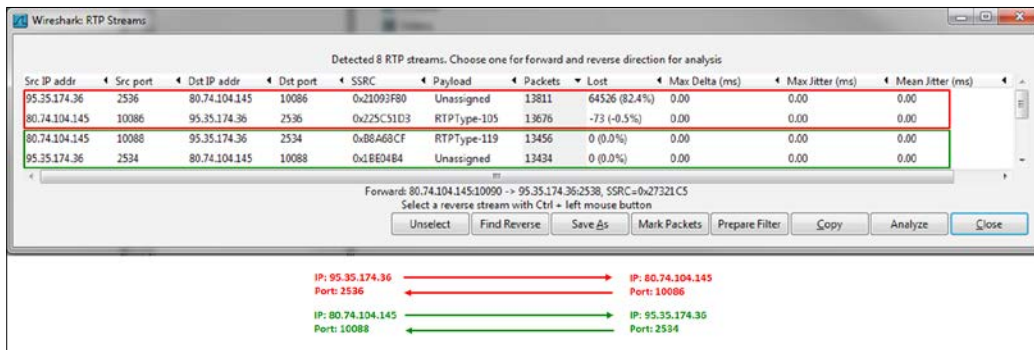 Wireshark: RTP Streams
Detected 8 RTP streams. Choose one for forward and reverse direction for analysis
Src IP addr Src port Dst IP addr Dst port SSRC Payload Packets Lost Max Delta (ms) Max Jitter (ms) Mean Jitter (ms)
95.35.174.36 2536 80.74.104.145 10086 0x21093FB0 Unassigned 13811 64526 (82.4%) 0.00 0.00 0.00
80.74.104.145 10086 95.35.174.36 2536 0x225C51D3 RTPType-105 13676 -73 (-0.5%) 0.00 0.00 0.00
80.74.104.145 10088 95.35.174.36 2534 0xB8A68CF RTPType-119 13456 0 (0.0%) 0.00 0.00 0.00
95.35.174.36 2534 80.74.104.145 10088 0x1BE04B4 Unassigned 13434 0 (0.0%) 0.00 0.00 0.00
Forward: 80.74.104.145:10090 -> 95.35.174.36:2538, SSRC=0x27321C5
Select a reverse stream with Ctrl + left mouse button
Unselect Find Reverse Save As Mark Packets Prepare Filter Copy Analyze Close
IP: 95.35.174.36 IP: 80.74.104.145
Port: 2536 Port: 10086
IP: 80.74.104.145 IP: 95.35.174.36
Port: 10088 Port: 2534